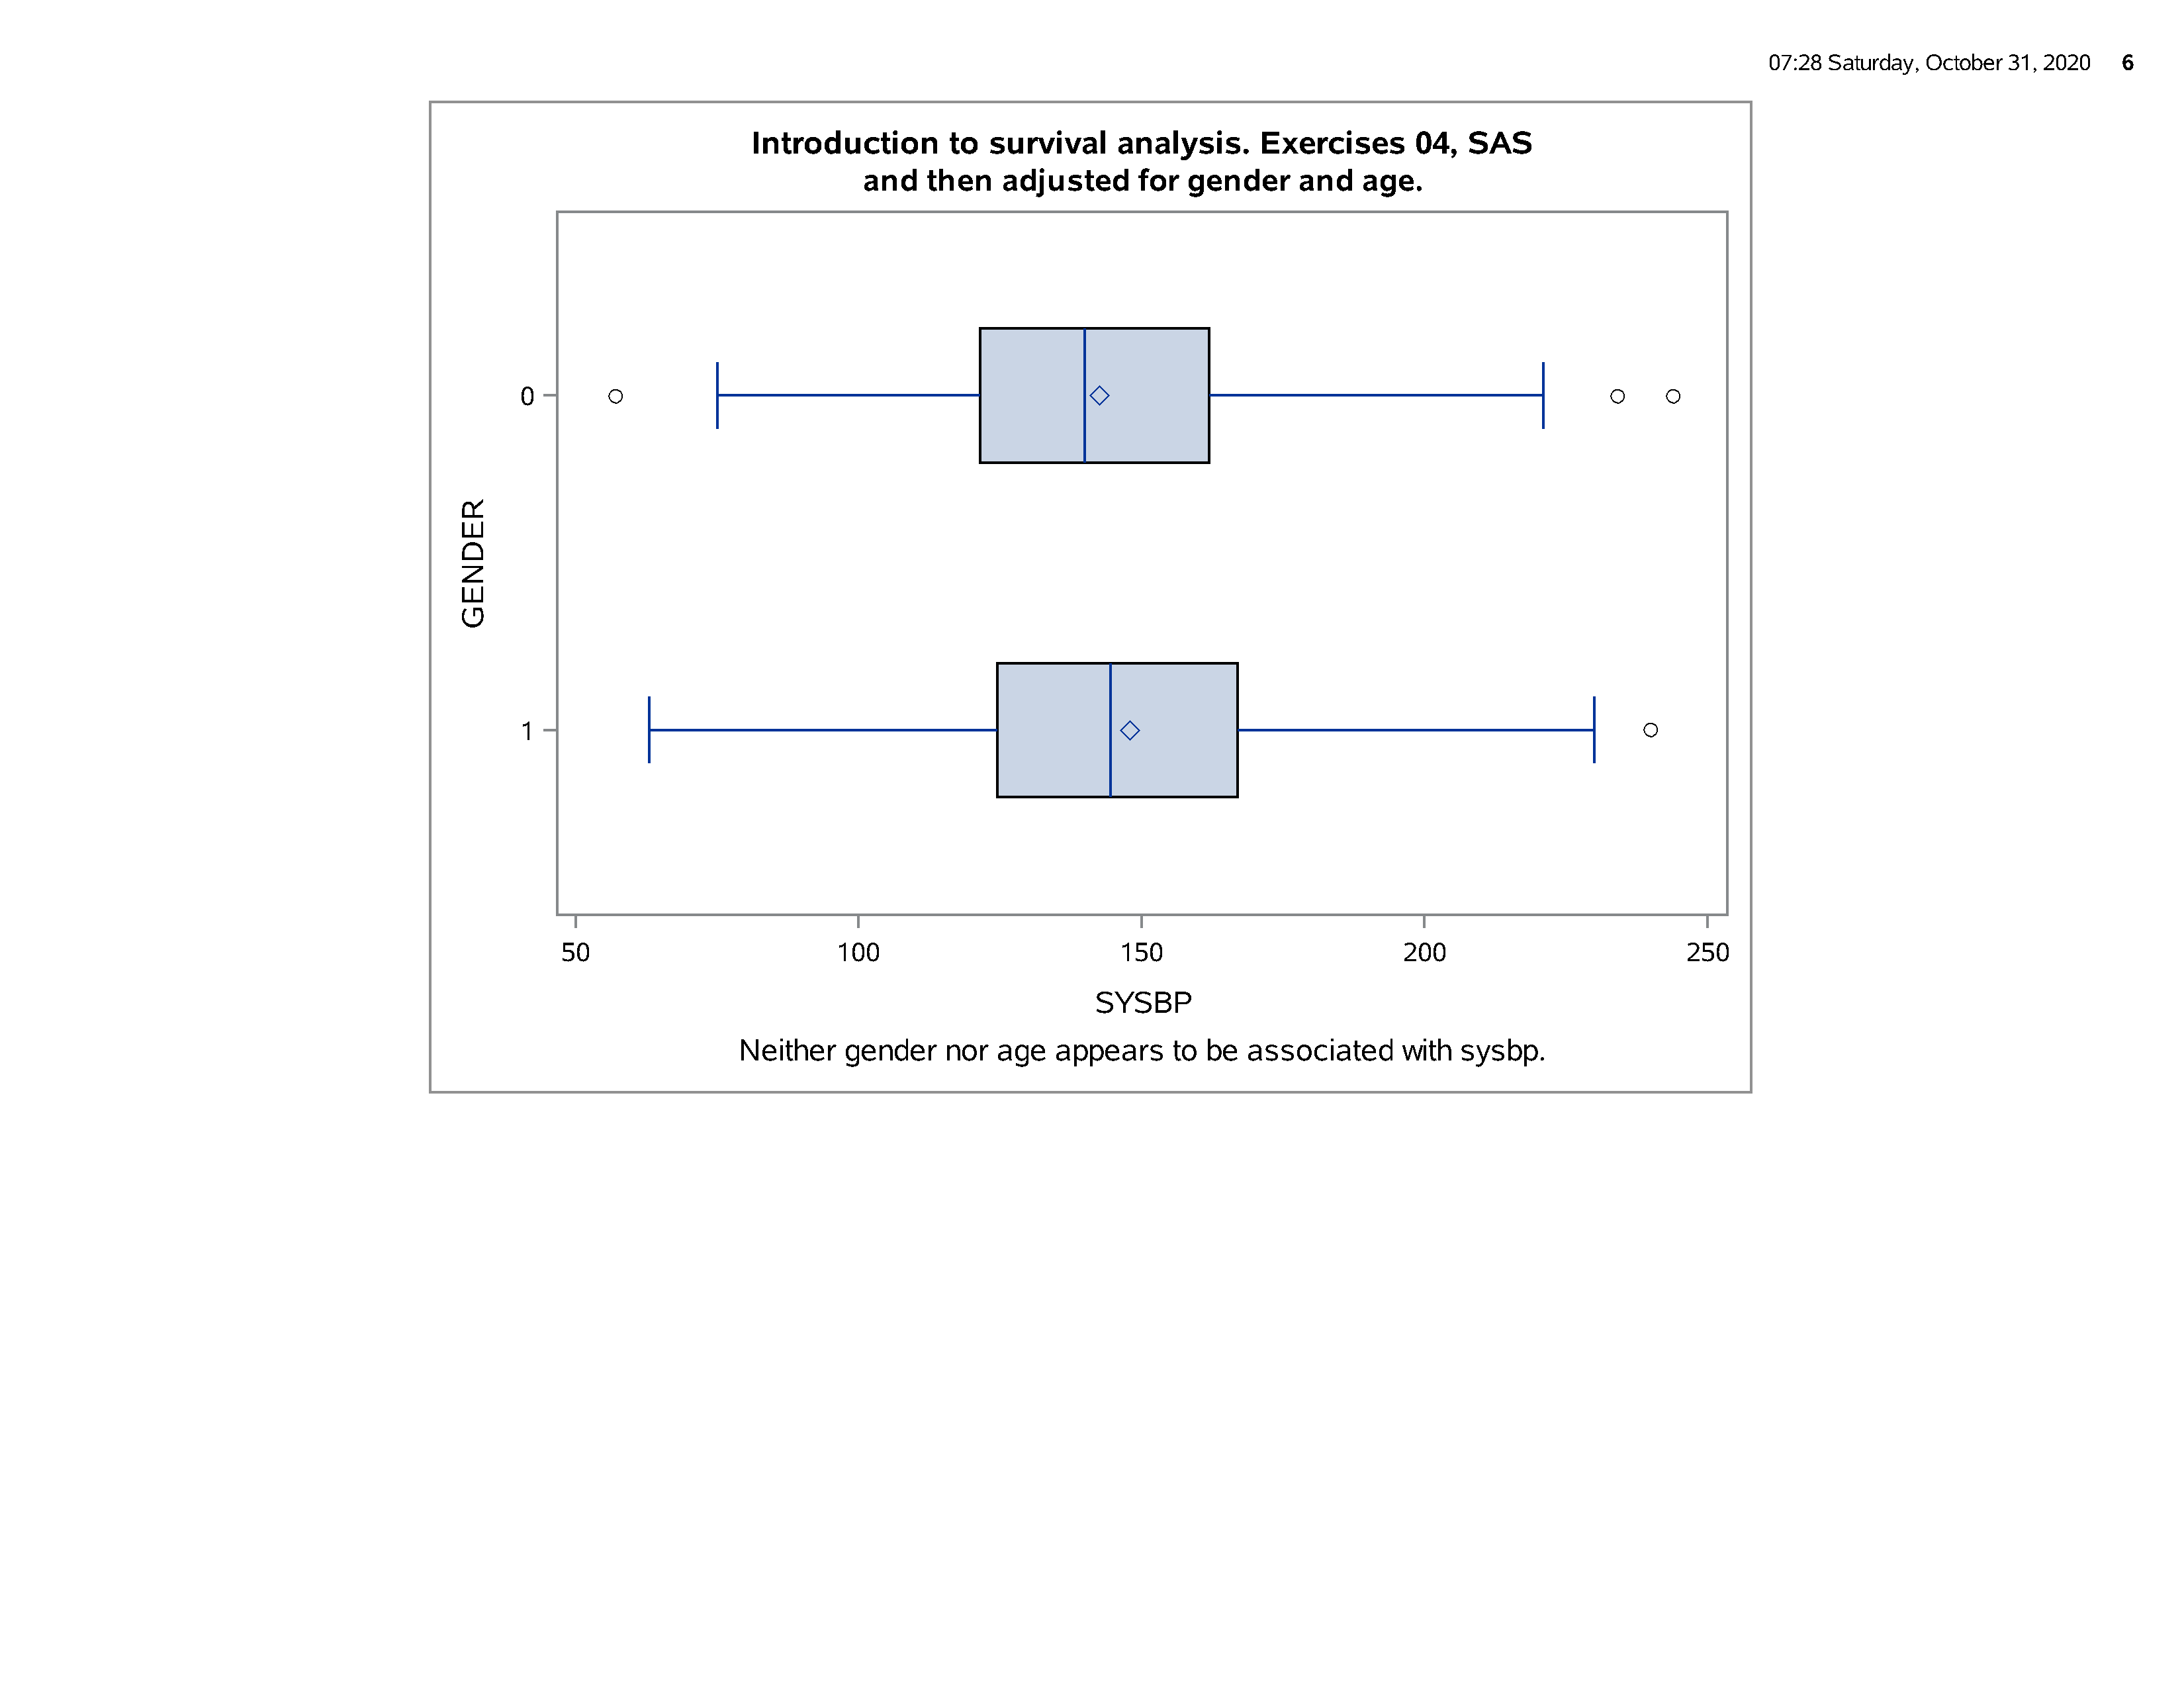 07:28 Saturday, October 31, 2020 6
Introduction to survival analysis. Exercises 04, SAS
and then adjusted for gender and age.
GENDER
0
1
50 100 150 200 250
SYSBP
Neither gender nor age appears to be associated with sysbp.